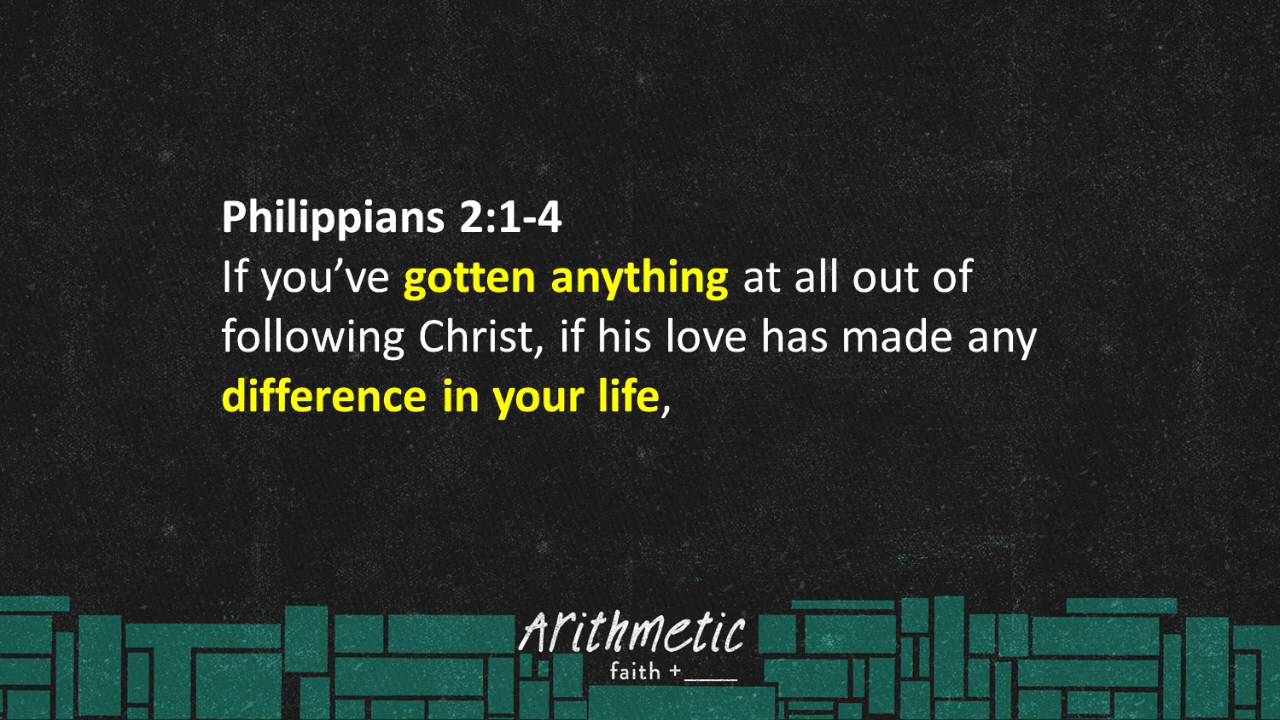 Philippians 2:1-4
If you’ve gotten anything at all out of
following Christ, if his love has made any
difference in your life,
Arithmetic
faith +____